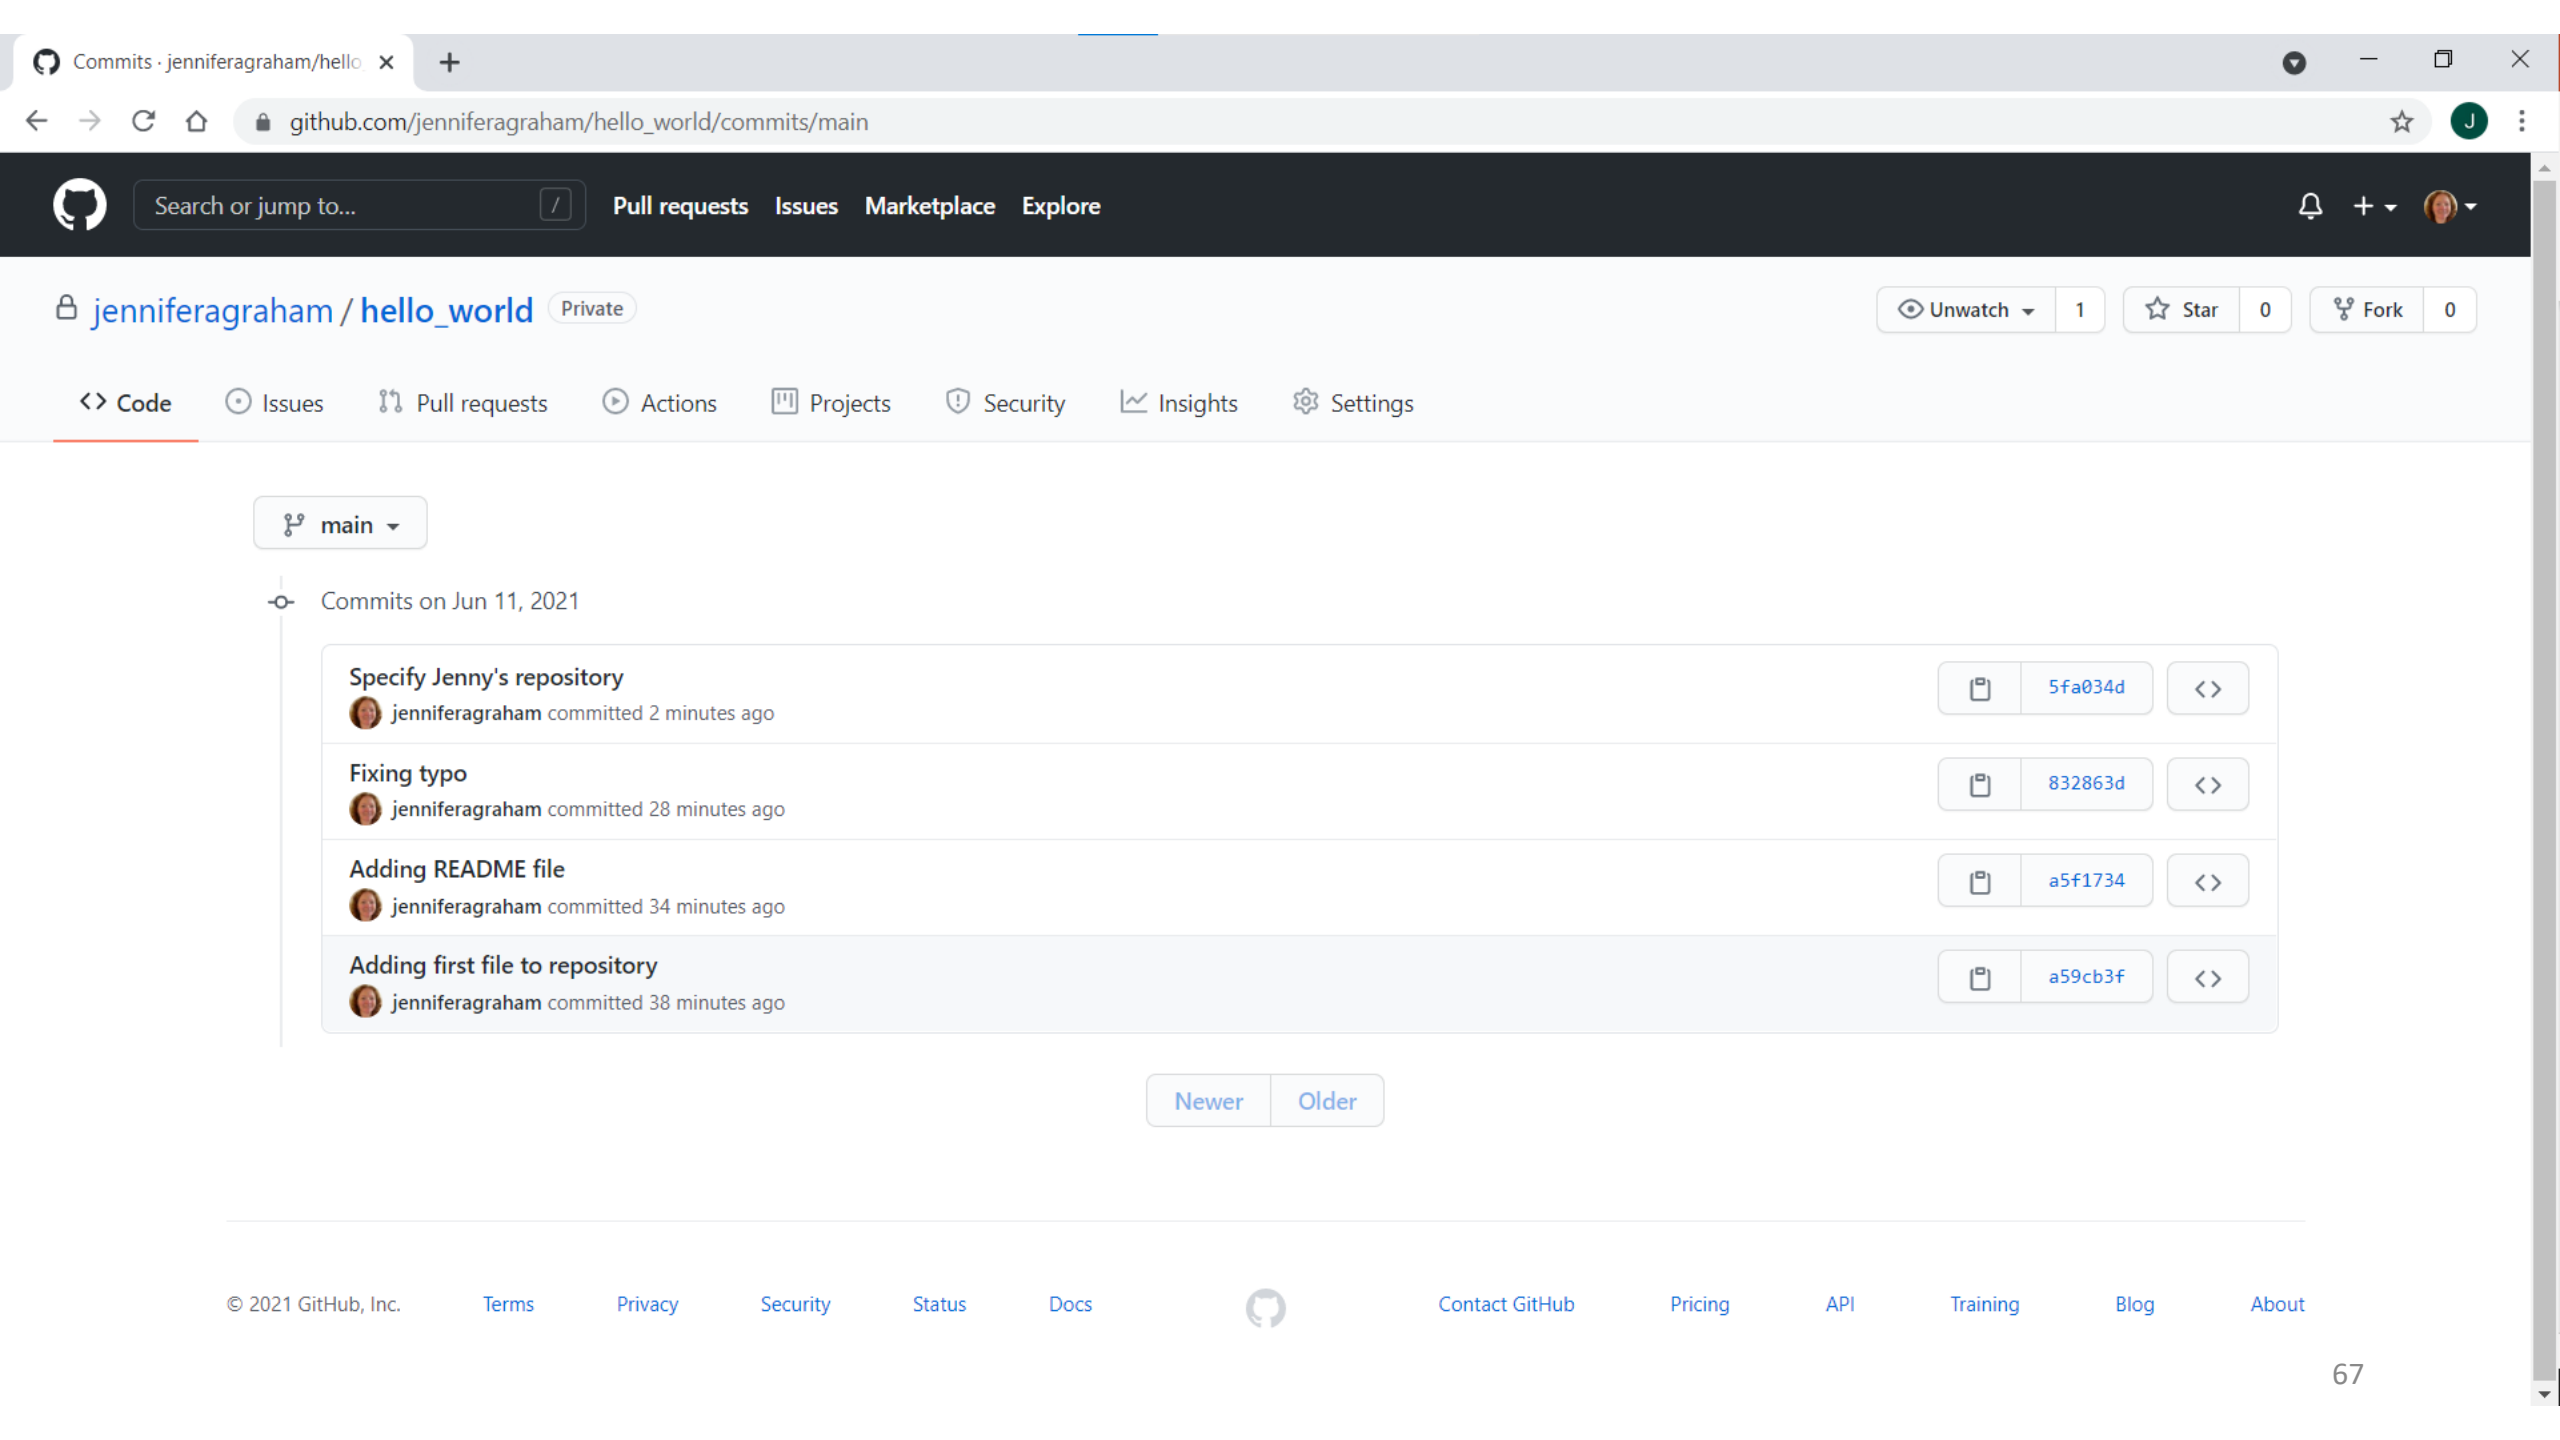 Commits · jenniferagraham/hello
github.com/jenniferagraham/hello_world/commits/main
J
Search or jump to... / Pull requests Issues Marketplace Explore
jenniferagraham / hello_world Private Unwatch 1 Star 0 Fork 0
Code Issues Pull requests Actions Projects Security Insights Settings
main
Commits on Jun 11, 2021
Specify Jenny's repository
jenniferagraham committed 2 minutes ago
5fa034d
Fixing typo
jenniferagraham committed 28 minutes ago
832863d
Adding README file
jenniferagraham committed 34 minutes ago
a5f1734
Adding first file to repository
jenniferagraham committed 38 minutes ago
a59cb3f
Newer Older
© 2021 GitHub, Inc. Terms Privacy Security Status Docs Contact GitHub Pricing API Training Blog About
67